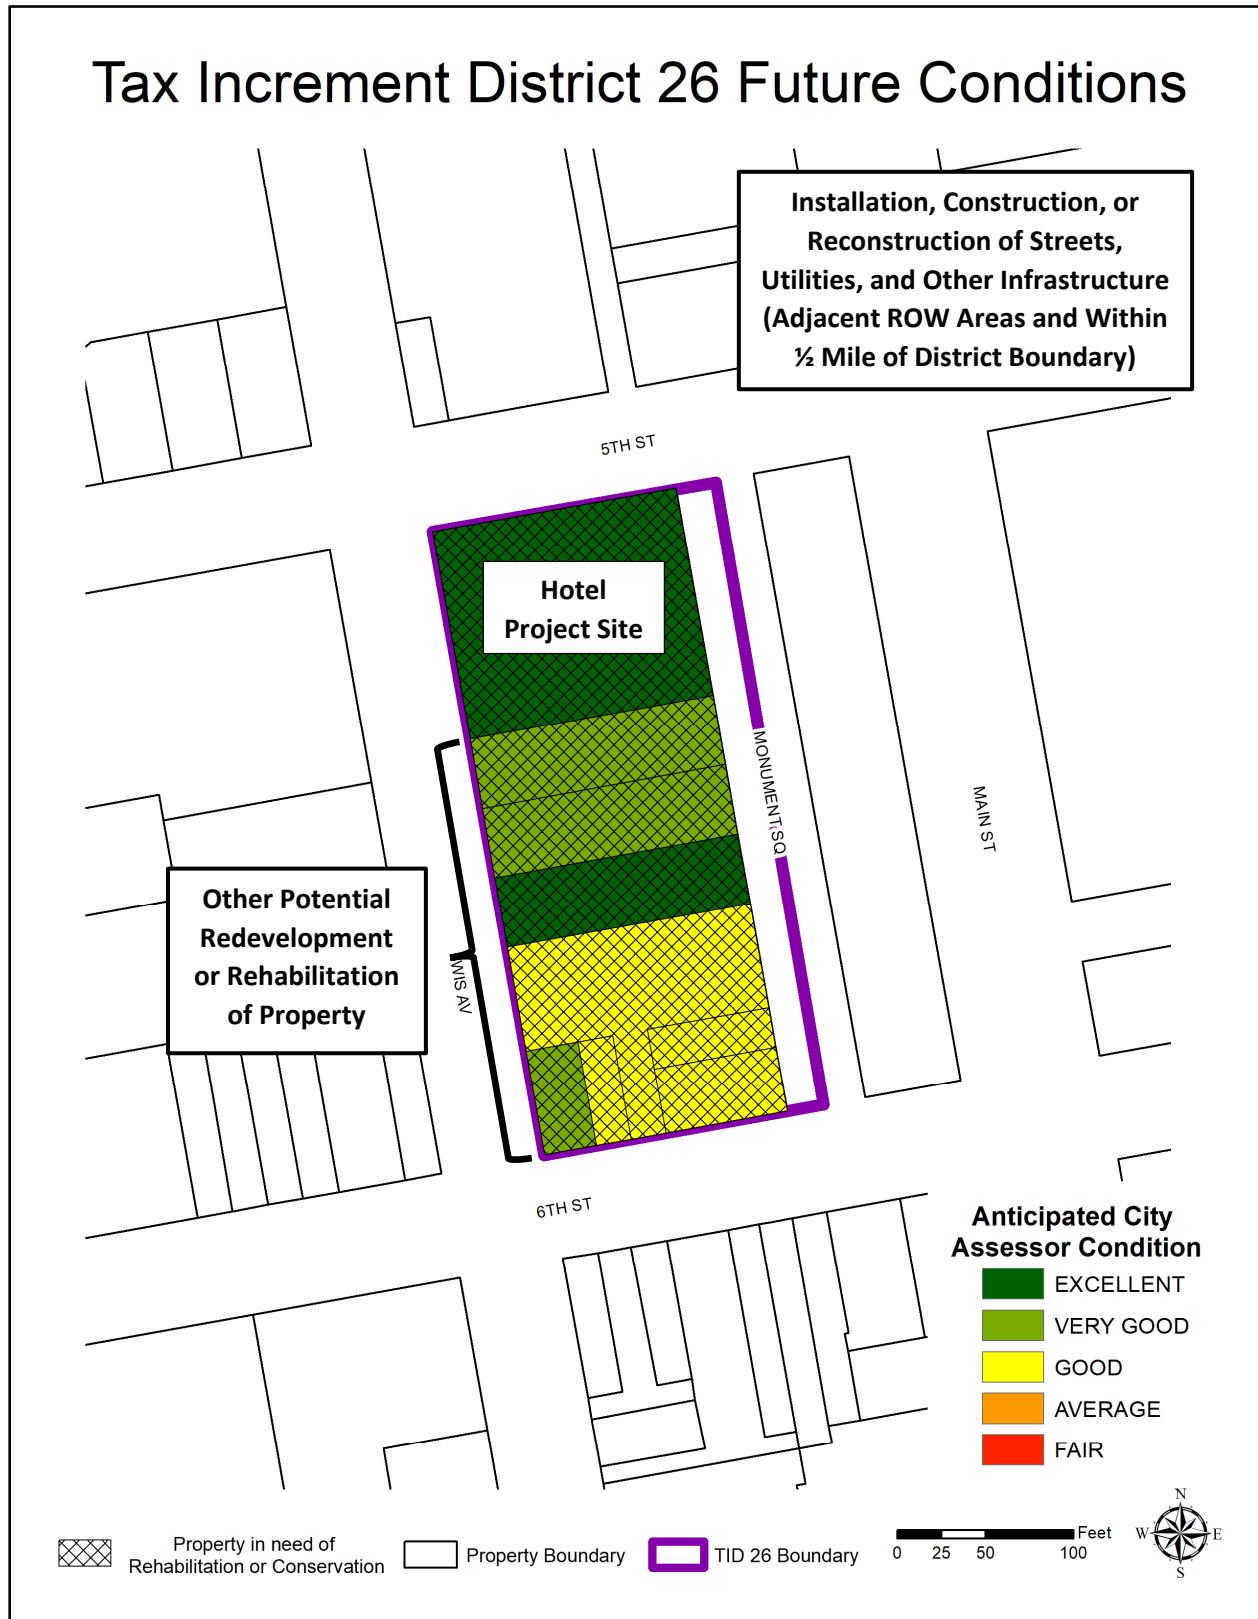 Tax Increment District 26 Future Conditions
Installation, Construction, or
Reconstruction of Streets,
Utilities, and Other Infrastructure
(Adjacent ROW Areas and Within
½ Mile of District Boundary)
5TH ST
Hotel
Project Site
MONUMENT SQ
MAIN ST
Other Potential
Redevelopment
or Rehabilitation
of Property
WIS AV
6TH ST
Anticipated City
Assessor Condition
EXCELLENT
VERY GOOD
GOOD
AVERAGE
FAIR
Property in need of
Rehabilitation or Conservation
Property Boundary
TID 26 Boundary
Feet
0 25 50 100
N
W E
S